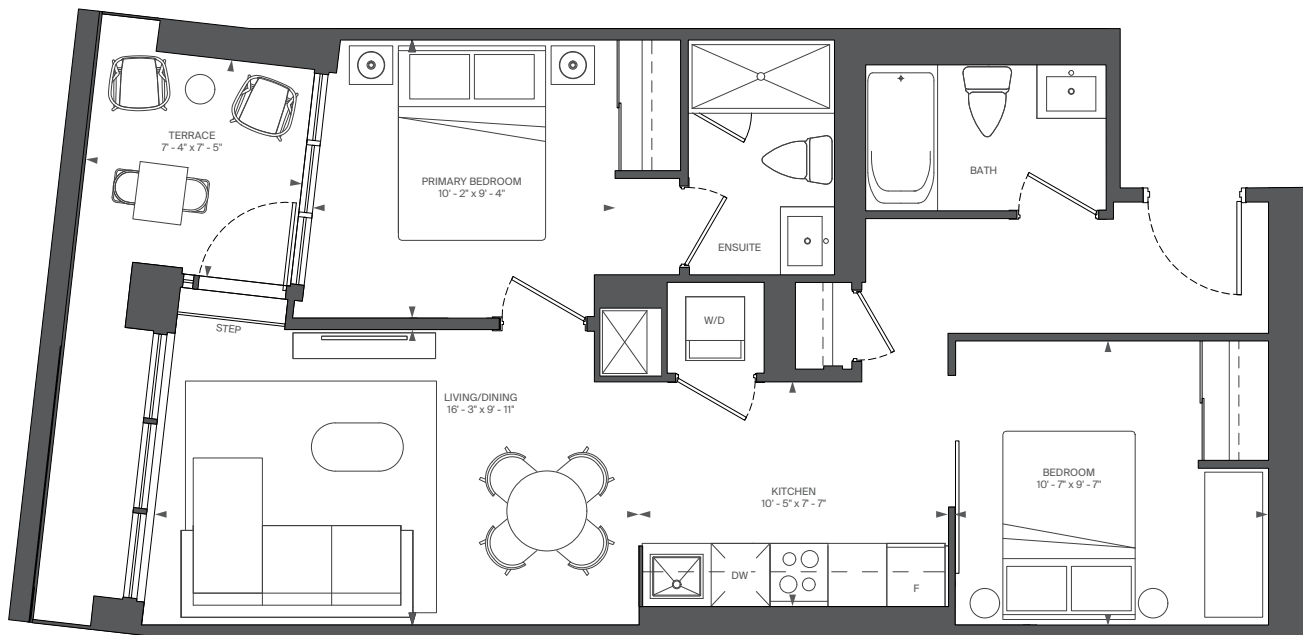 TERRACE
7' - 4" x 7' - 5"
PRIMARY BEDROOM
10' - 2" x 9' - 4"
BATH
ENSUITE
W/D
STEP
LIVING/DINING
16' - 3" x 9' - 11"
KITCHEN
10' - 5" x 7' - 7"
BEDROOM
10' - 7" x 9' - 7"
DW
F